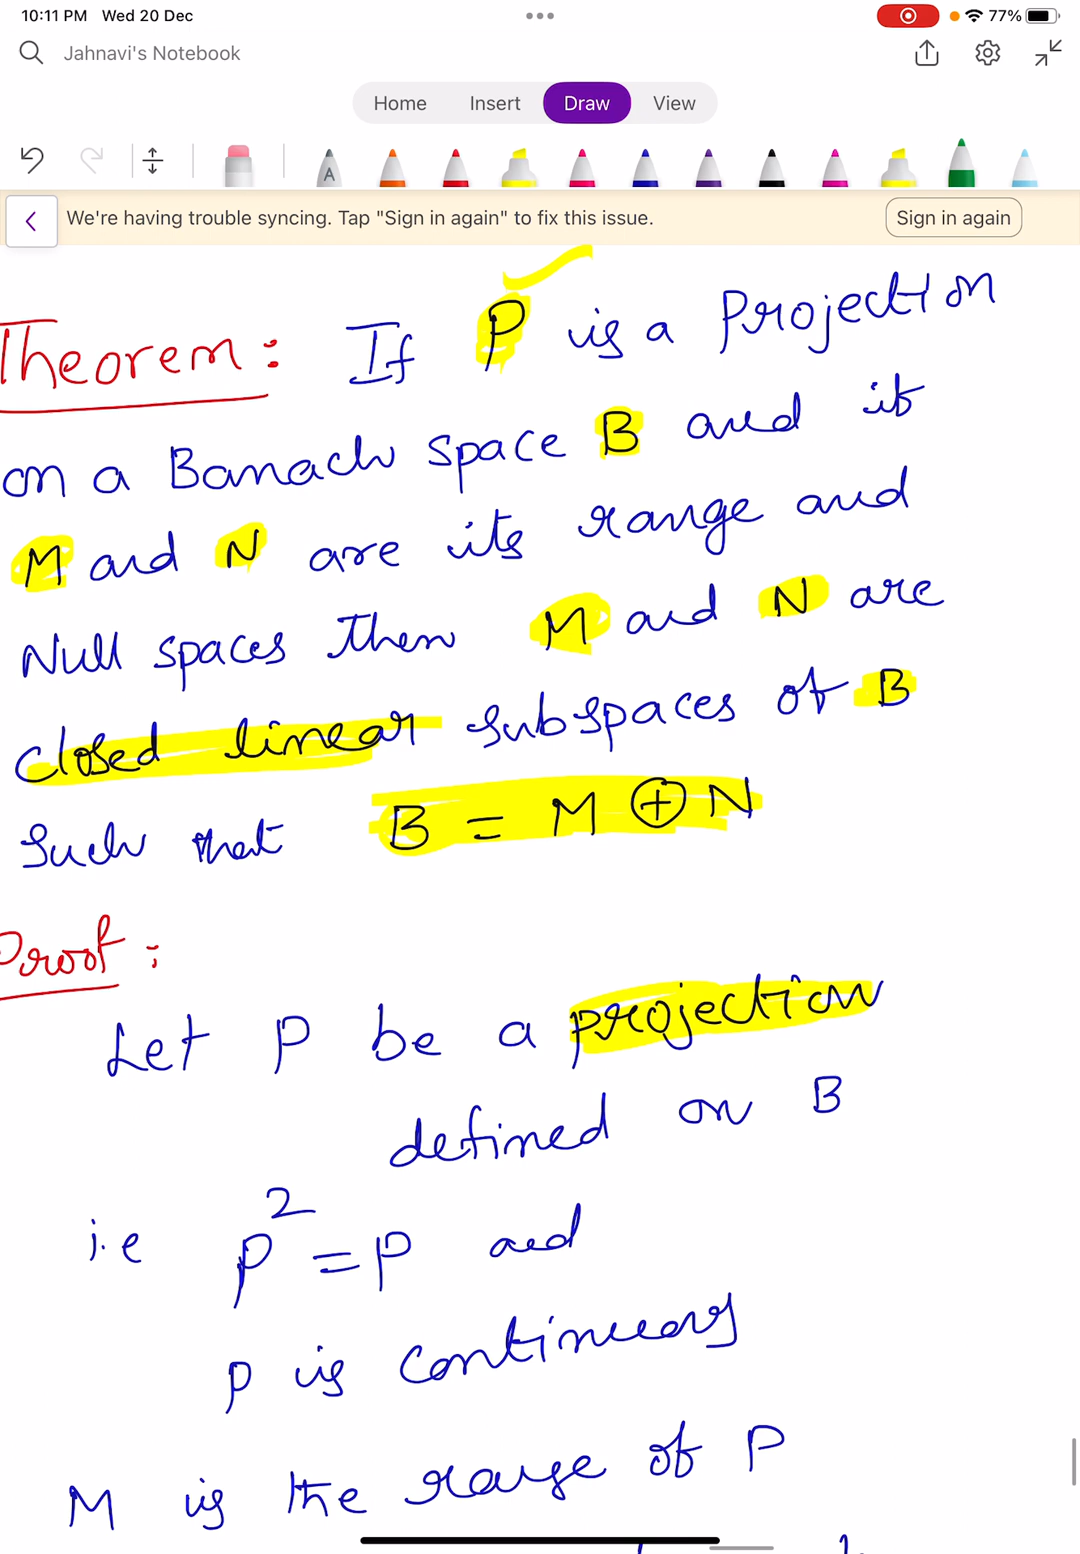 10:11 PM Wed 20 Dec
77%
Jahnavi's Notebook
Home Insert Draw View
A
We're having trouble syncing. Tap "Sign in again" to fix this issue.
Sign in again
Theorem: If P is a Projection
on a Banach space B and if
M and N are its range and
Null spaces then M and N are
closed linear subspaces of B
Such that B = M ⊕ N
Proof:
Let P be a projection
defined on B
i.e P² = P and
P is continuous
M is the range of P